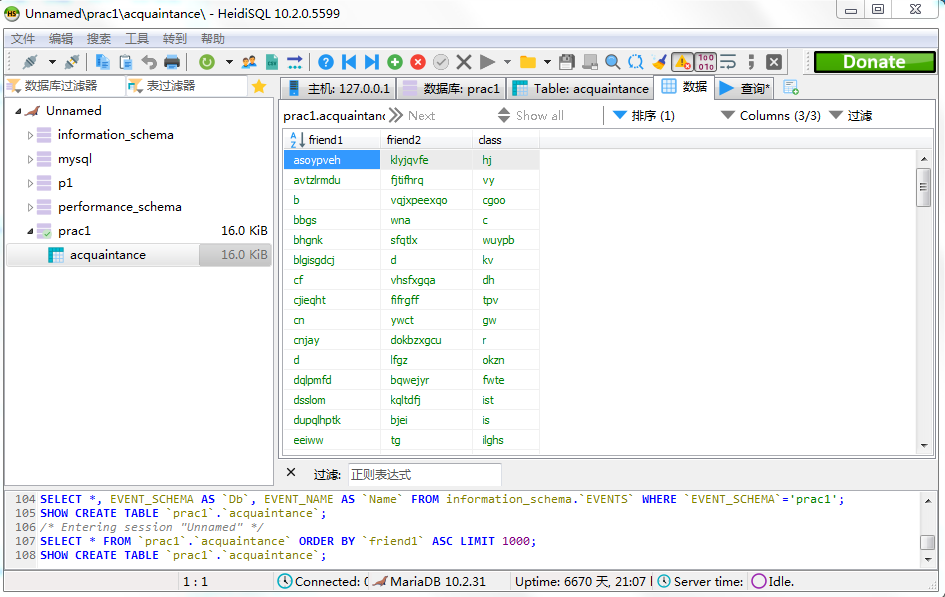 Unnamed\prac1\acquaintance\ - HeidiSQL 10.2.0.5599
文件 编辑 搜索 工具 转到 帮助
Donate
数据库过滤器 表过滤器 主机: 127.0.0.1 数据库: prac1 Table: acquaintance 数据 查询*
Unnamed
information_schema
mysql
p1
performance_schema
prac1 16.0 KiB
acquaintance 16.0 KiB
prac1.acquaintanc Next Show all 排序 (1) Columns (3/3) 过滤
friend1 friend2 class
asoypveh klyjqvfe hj
avtzlrmdu fjtifhrq vy
b vqjxpeexqo cgoo
bbgs wna c
bhgnk sfqtlx wuypb
blgisgdcj d kv
cf vhsfxgqa dh
cjieqht fifrgff tpv
cn ywct gw
cnjay dokbzxgcu r
d lfgz okzn
dqlpmfd bqwejyr fwte
dsslom kqltdfj ist
dupqlhptk bjei is
eeiww tg ilghs
过滤: 正则表达式
104 SELECT *, EVENT_SCHEMA AS `Db`, EVENT_NAME AS `Name` FROM information_schema.`EVENTS` WHERE `EVENT_SCHEMA`='prac1';
105 SHOW CREATE TABLE `prac1`.`acquaintance`;
106 /* Entering session "Unnamed" */
107 SELECT * FROM `prac1`.`acquaintance` ORDER BY `friend1` ASC LIMIT 1000;
108 SHOW CREATE TABLE `prac1`.`acquaintance`;
1 : 1 Connected: MariaDB 10.2.31 Uptime: 6670 天, 21:07 Server time: Idle.